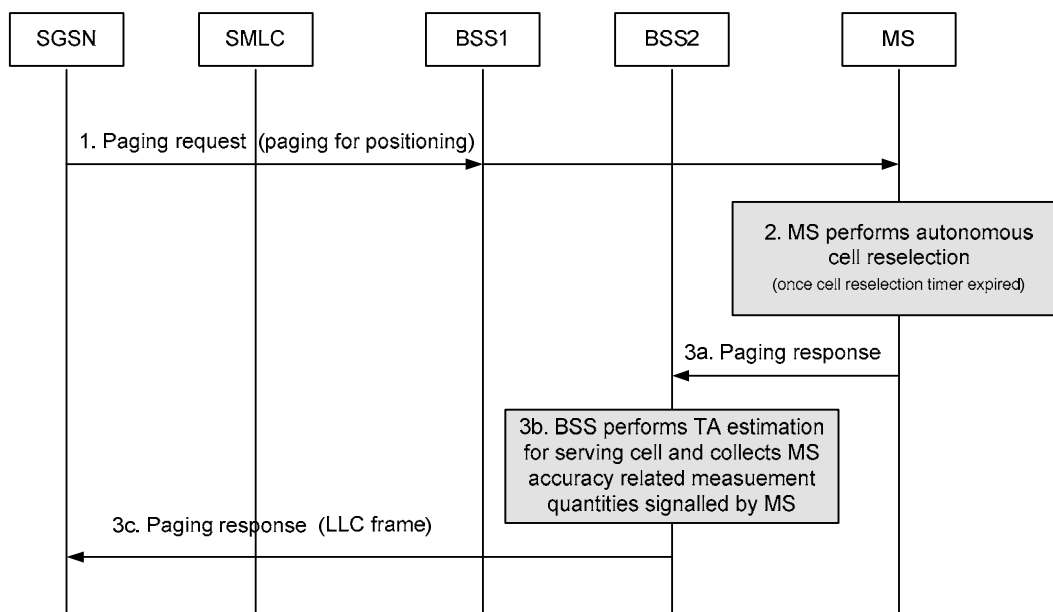 SGSN
SMLC
BSS1
BSS2
MS
1. Paging request (paging for positioning)
2. MS performs autonomous
cell reselection
(once cell reselection timer expired)
3a. Paging response
3b. BSS performs TA estimation
for serving cell and collects MS
accuracy related measuement
quantities signalled by MS
3c. Paging response (LLC frame)